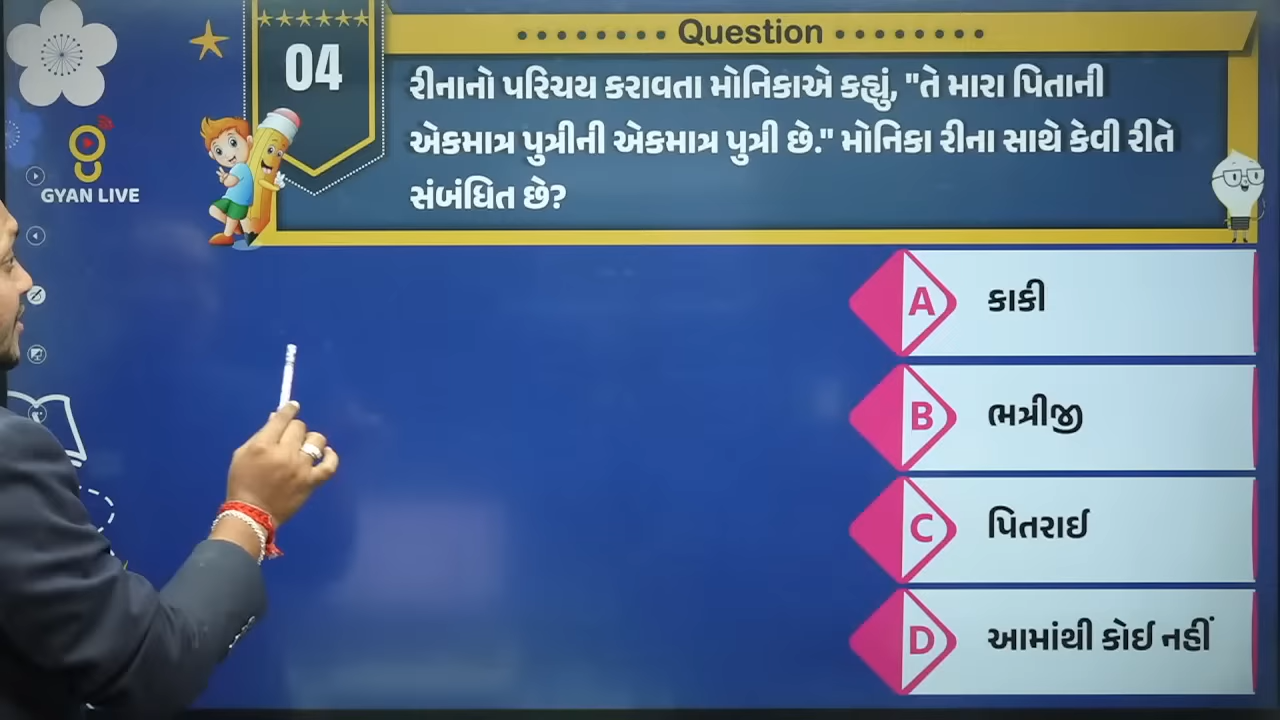 Question
04
રીનાનો પરિચય કરાવતા મોનિકાએ કહ્યું, "તે મારા પિતાની
એકમાત્ર પુત્રીની એકમાત્ર પુત્રી છે." મોનિકા રીના સાથે કેવી રીતે
સંબંધિત છે?
GYAN LIVE
A કાકી
B ભત્રીજી
C પિતરાઈ
D આમાંથી કોઈ નહીં